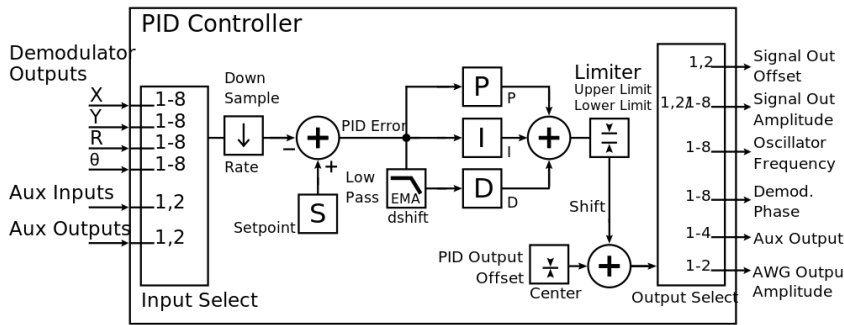 PID Controller
Demodulator
Outputs
X
1-8
Y
1-8
R
1-8
θ
1-8
Aux Inputs
1,2
Aux Outputs
1,2
Input Select
Down
Sample
↓
Rate
−
+
+
PID Error
S
Setpoint
Low
Pass
EMA
dshift
P
P
I
I
D
D
+
Limiter
Upper Limit
Lower Limit
Shift
PID Output
Offset
Center
+
Output Select
1,2
Signal Out
Offset
1,2/1-8
Signal Out
Amplitude
1-8
Oscillator
Frequency
1-8
Demod.
Phase
1-4
Aux Output
1-2
AWG Outpu
Amplitude